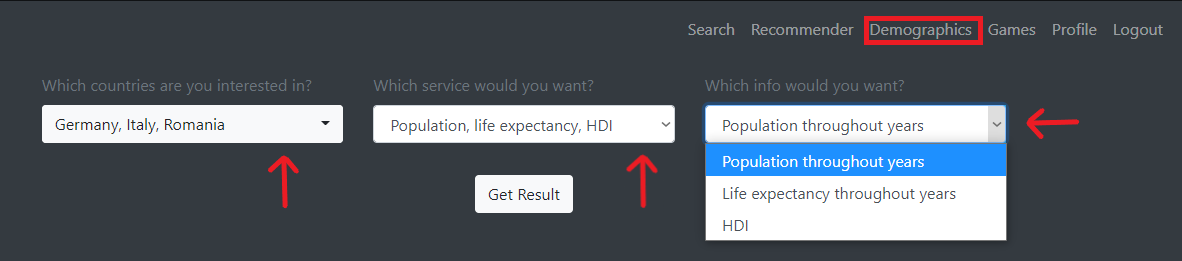 Search Recommender Demographics Games Profile Logout
Which countries are you interested in? Which service would you want? Which info would you want?
Germany, Italy, Romania Population, life expectancy, HDI Population throughout years
Population throughout years
Get Result Life expectancy throughout years
HDI